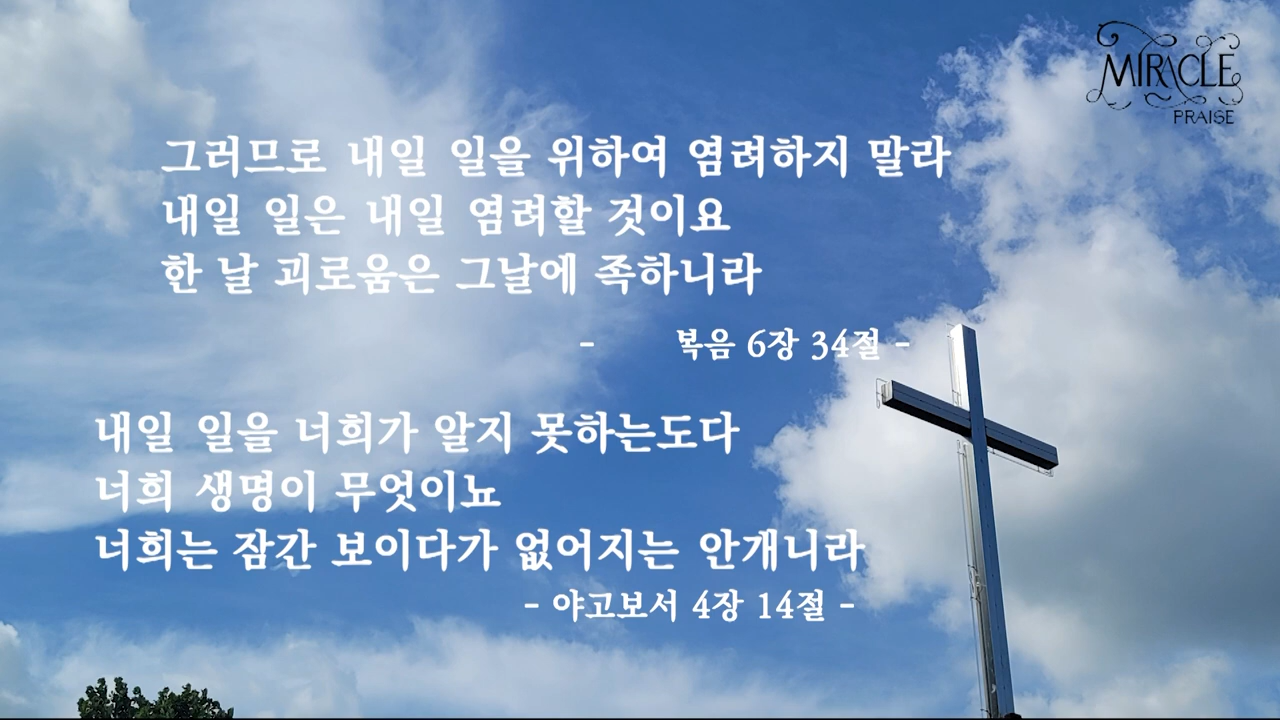 MIRACLE
PRAISE
그러므로 내일 일을 위하여 염려하지 말라
내일 일은 내일 염려할 것이요
한 날 괴로움은 그날에 족하니라
- 복음 6장 34절 -
내일 일을 너희가 알지 못하는도다
너희 생명이 무엇이뇨
너희는 잠간 보이다가 없어지는 안개니라
- 야고보서 4장 14절 -